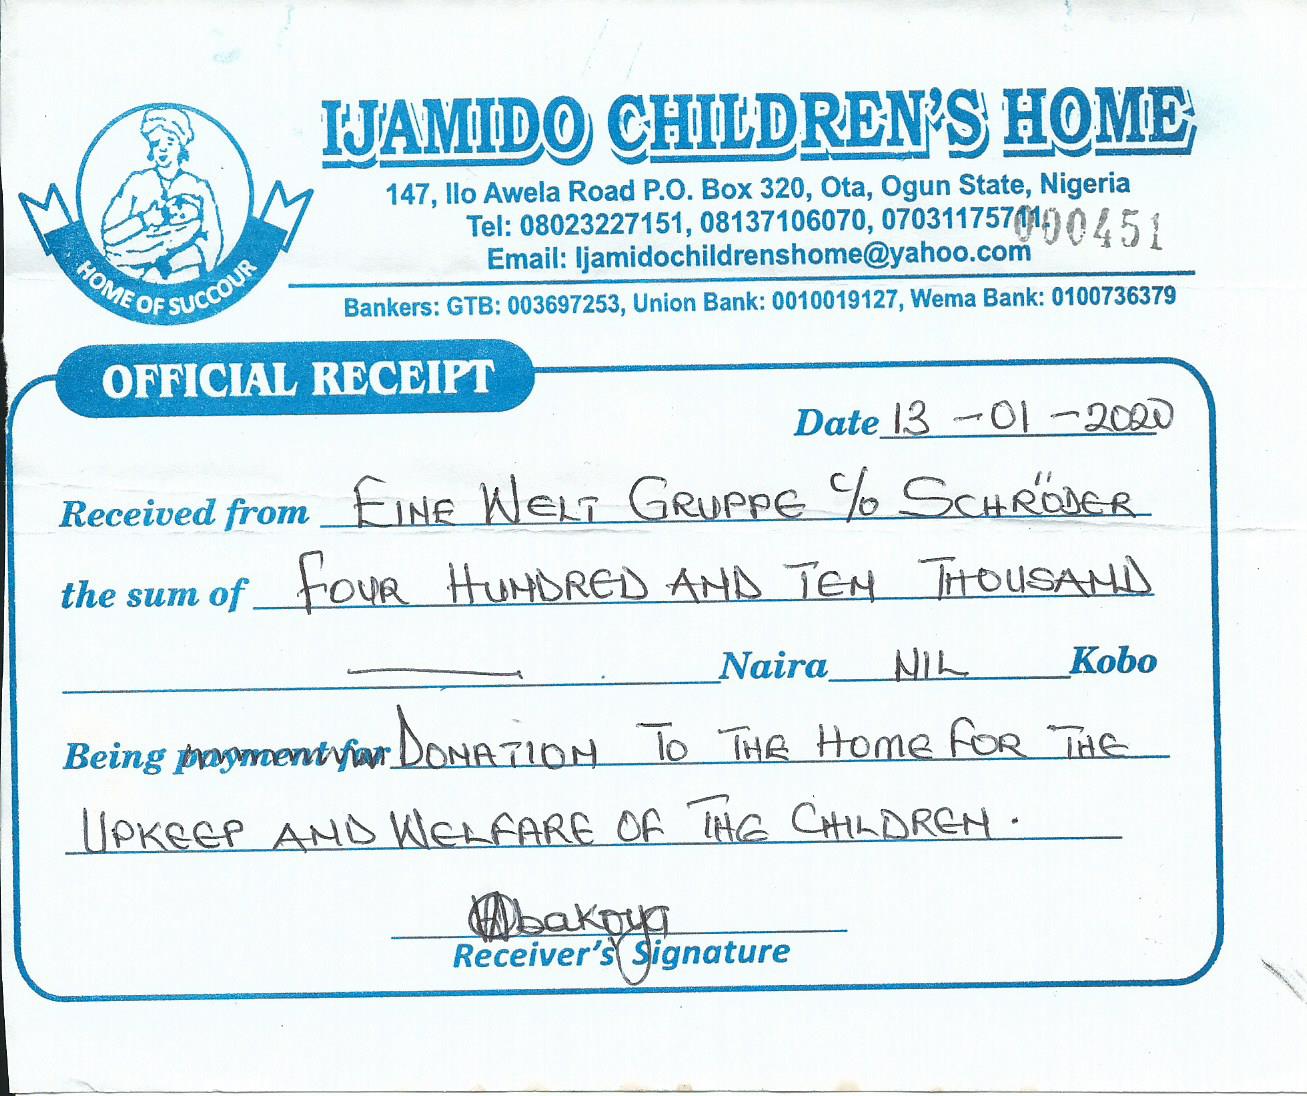 IJAMIDO CHILDREN'S HOME
147, Ilo Awela Road P.O. Box 320, Ota, Ogun State, Nigeria
Tel: 08023227151, 08137106070, 07031175701
000451
Email: Ijamidochildrenshome@yahoo.com
HOME OF SUCCOUR
Bankers: GTB: 003697253, Union Bank: 0010019127, Wema Bank: 0100736379
OFFICIAL RECEIPT
Date 13-01-2020
Received from EINE WELT GRUPPE c/o SCHRÖDER
the sum of FOUR HUNDRED AND TEN THOUSAND
Naira NIL Kobo
Being payment for DONATION TO THE HOME FOR THE
UPKEEP AND WELFARE OF THE CHILDREN.
Receiver's Signature